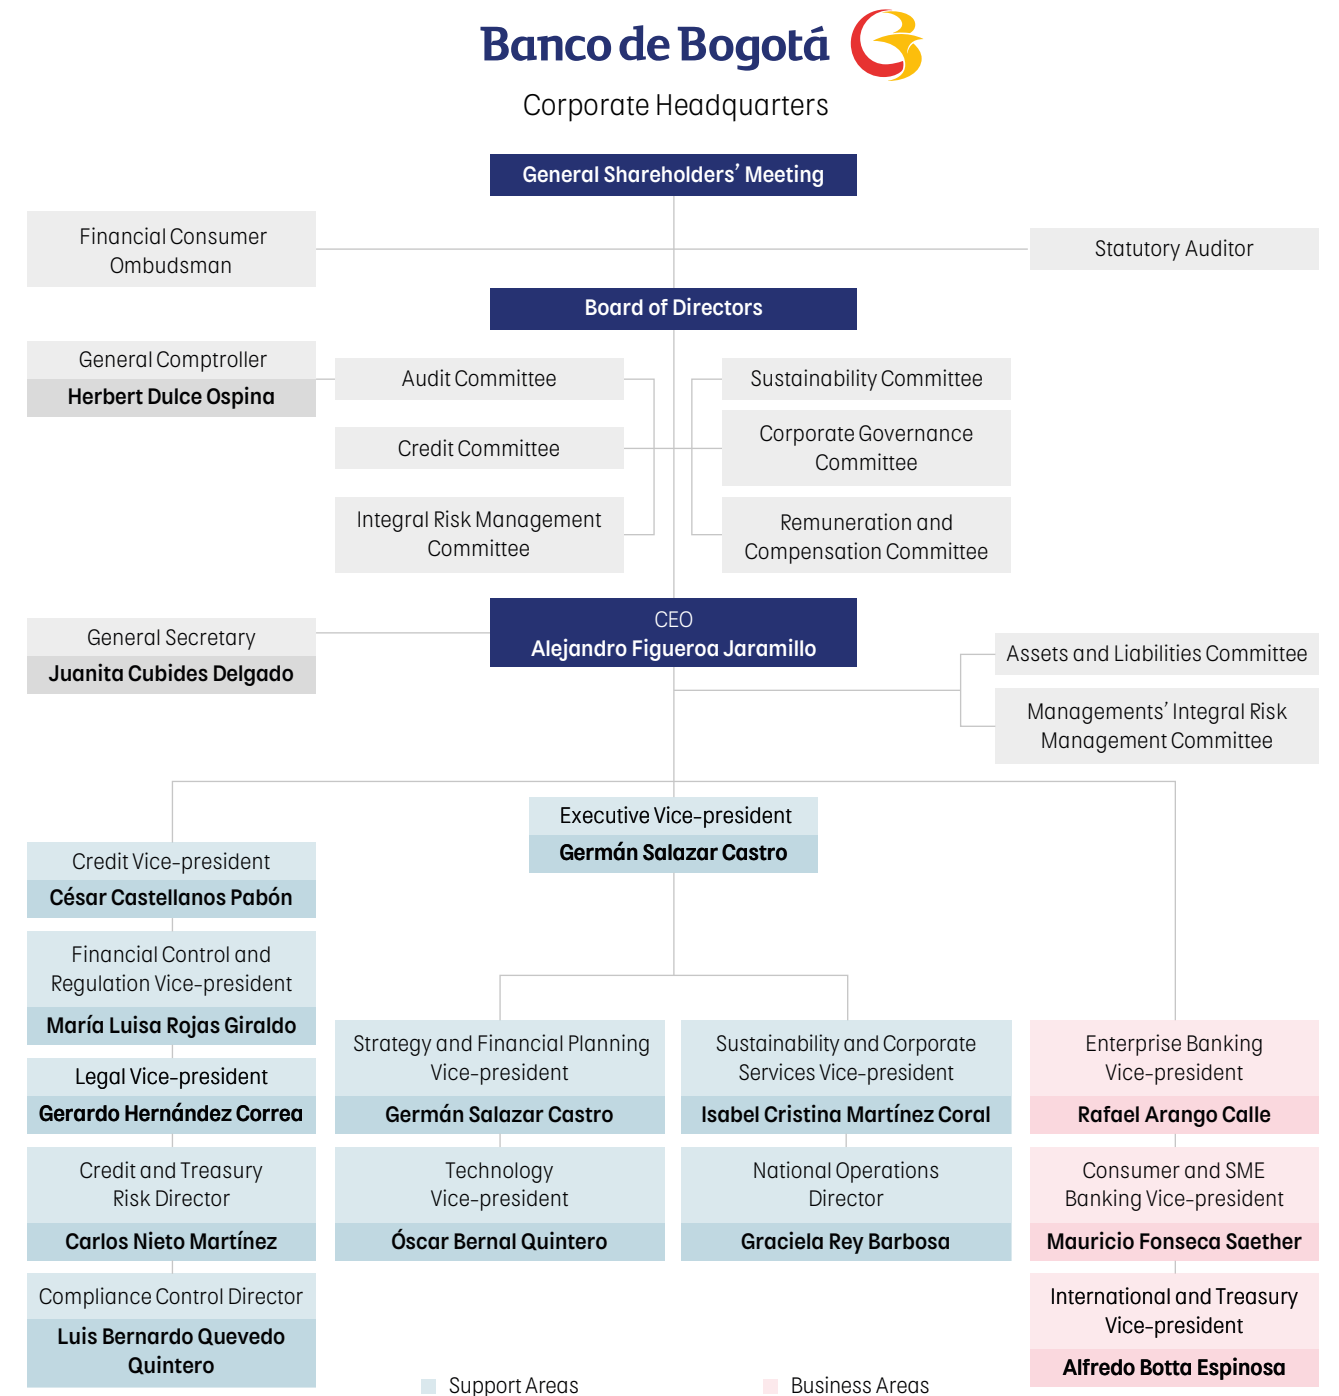 Banco de Bogotá
Corporate Headquarters
General Shareholders' Meeting
Financial Consumer
Ombudsman
Statutory Auditor
Board of Directors
General Comptroller
Herbert Dulce Ospina
Audit Committee
Sustainability Committee
Credit Committee
Corporate Governance
Committee
Integral Risk Management
Committee
Remuneration and
Compensation Committee
CEO
Alejandro Figueroa Jaramillo
General Secretary
Juanita Cubides Delgado
Assets and Liabilities Committee
Managements' Integral Risk
Management Committee
Executive Vice-president
Germán Salazar Castro
Credit Vice-president
César Castellanos Pabón
Financial Control and
Regulation Vice-president
María Luisa Rojas Giraldo
Legal Vice-president
Gerardo Hernández Correa
Credit and Treasury
Risk Director
Carlos Nieto Martínez
Compliance Control Director
Luis Bernardo Quevedo
Quintero
Strategy and Financial Planning
Vice-president
Germán Salazar Castro
Technology
Vice-president
Óscar Bernal Quintero
Sustainability and Corporate
Services Vice-president
Isabel Cristina Martínez Coral
National Operations
Director
Graciela Rey Barbosa
Enterprise Banking
Vice-president
Rafael Arango Calle
Consumer and SME
Banking Vice-president
Mauricio Fonseca Saether
International and Treasury
Vice-president
Alfredo Botta Espinosa
Support Areas
Business Areas